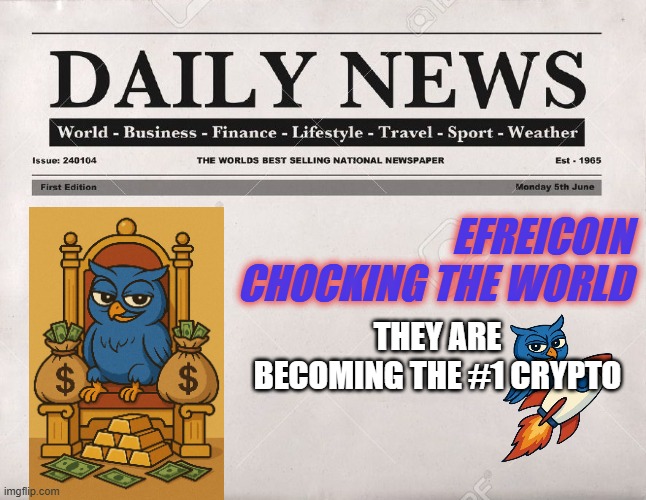 DAILY NEWS
World - Business - Finance - Lifestyle - Travel - Sport - Weather
Issue: 240104 THE WORLDS BEST SELLING NATIONAL NEWSPAPER Est - 1965
First Edition Monday 5th June
EFREICOIN
CHOCKING THE WORLD
THEY ARE
BECOMING THE #1 CRYPTO
$ $
imgflip.com